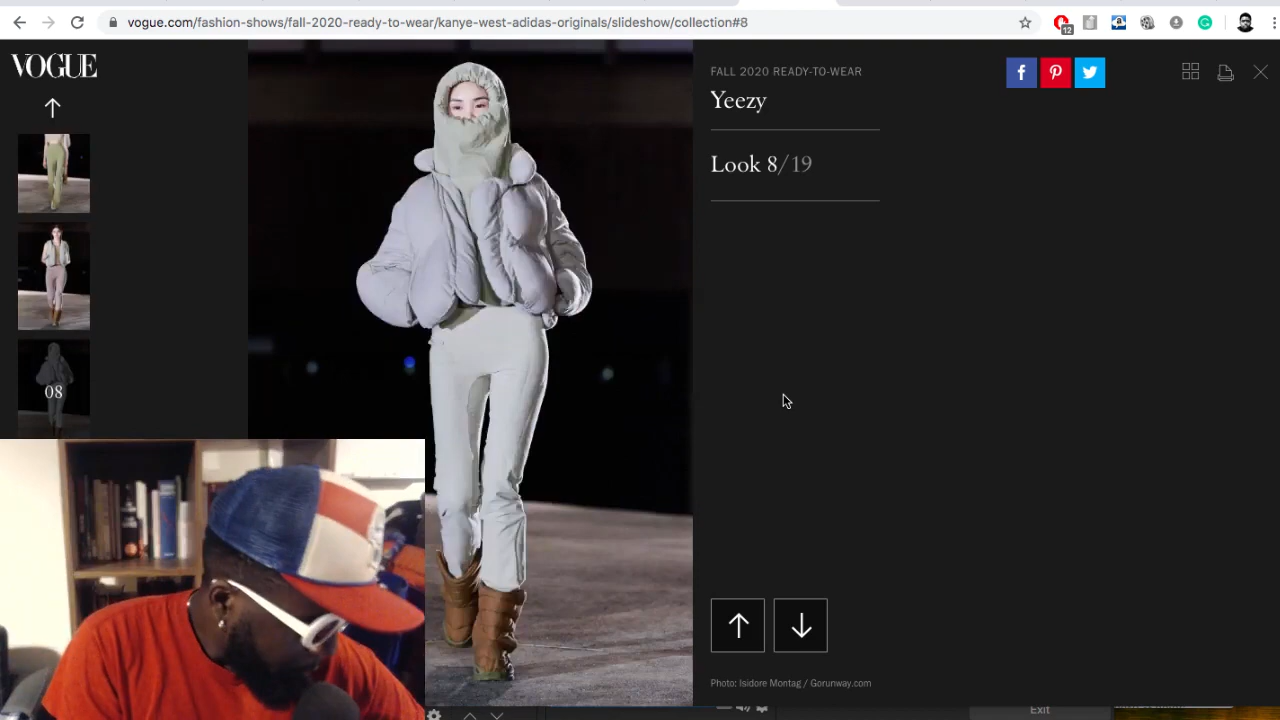 vogue.com/fashion-shows/fall-2020-ready-to-wear/kanye-west-adidas-originals/slideshow/collection#8
12
VOGUE
FALL 2020 READY-TO-WEAR
Yeezy
Look 8/19
08
Photo: Isidore Montag / Gorunway.com
Exit